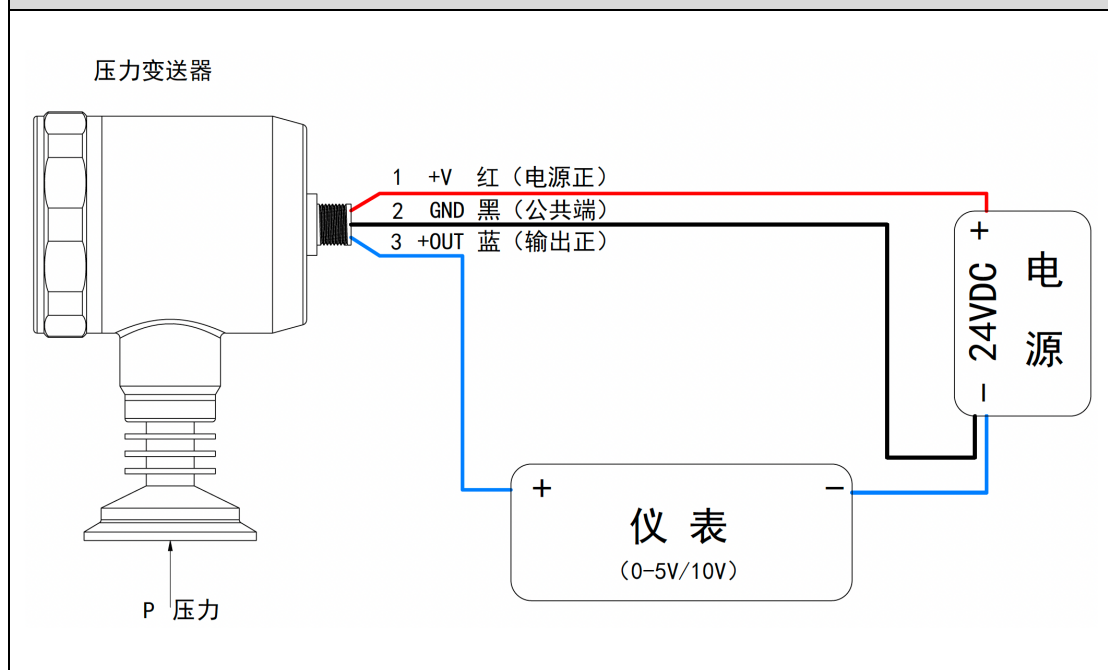 压力变送器
1 +V 红（电源正）
2 GND 黑（公共端）
3 +OUT 蓝（输出正）
+
24VDC
−
电源
+
−
仪表
（0-5V/10V）
P 压力